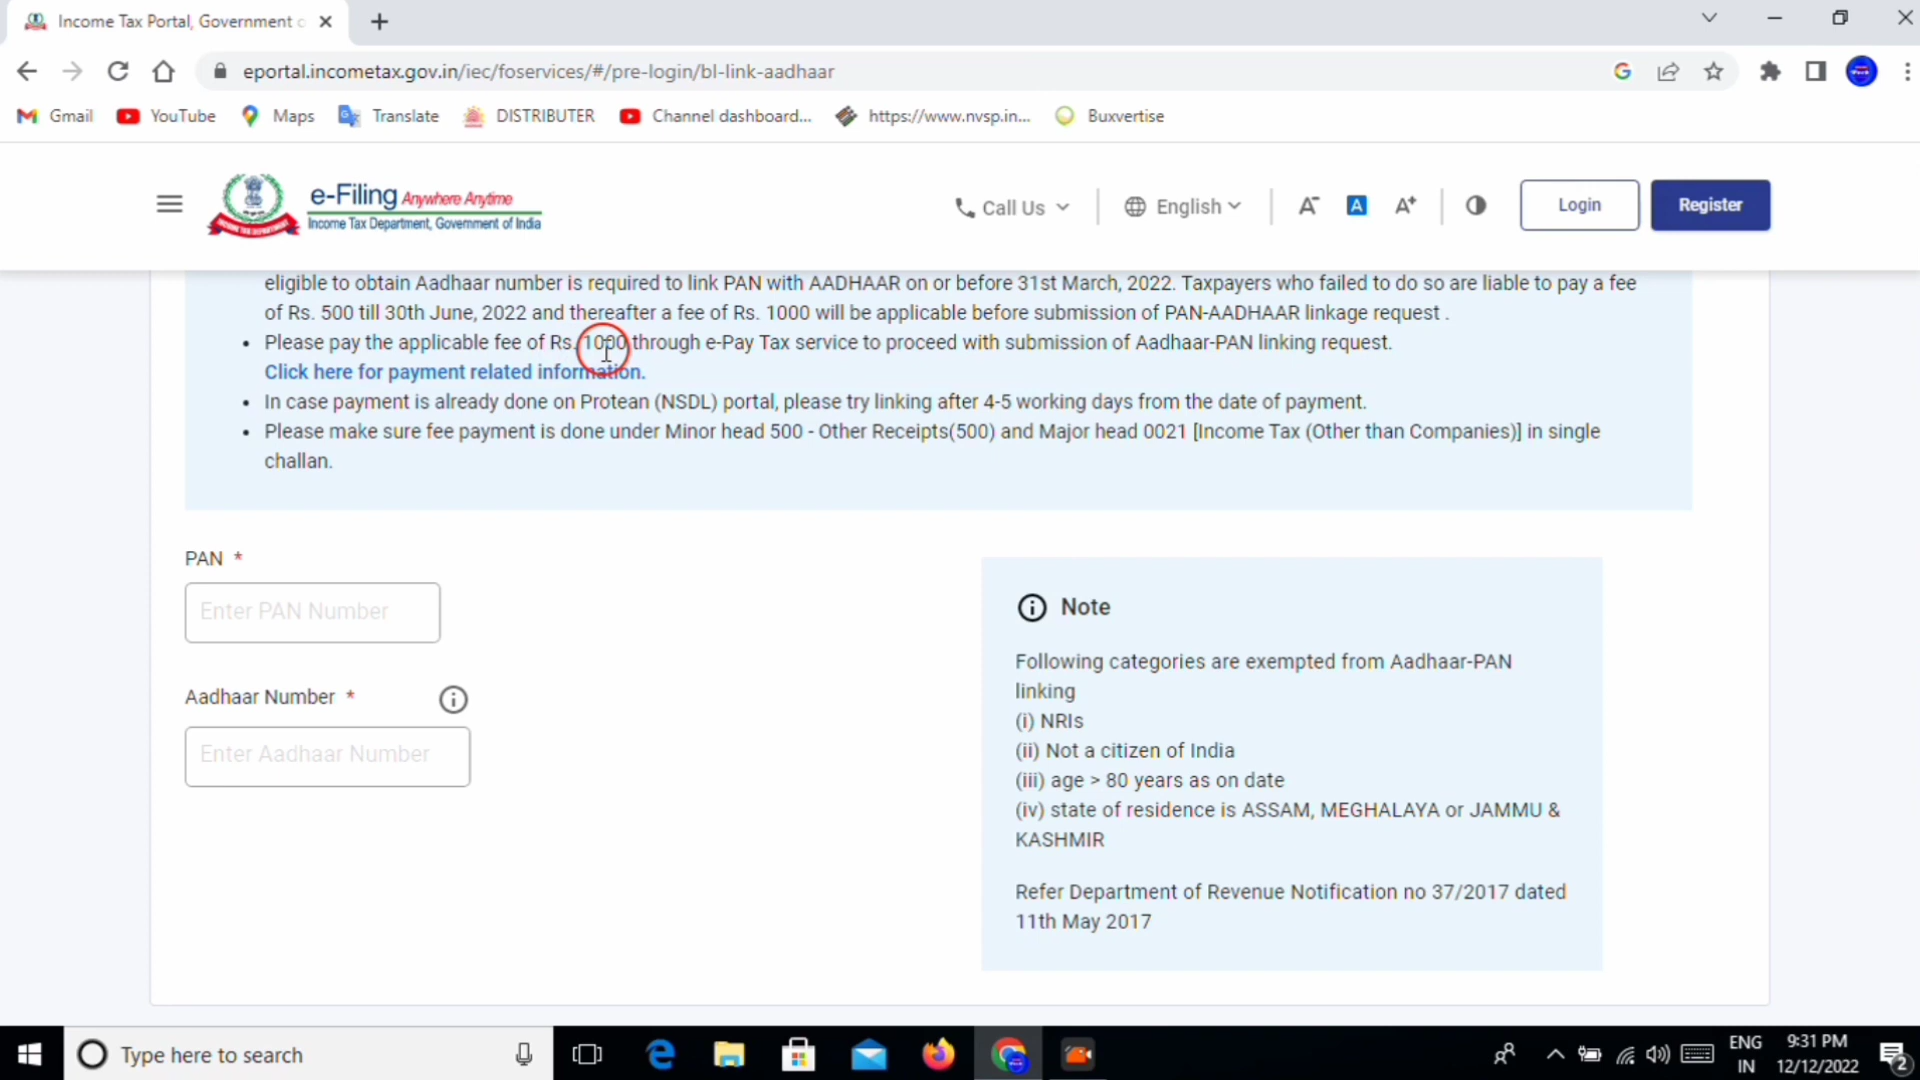 Income Tax Portal, Government
eportal.incometax.gov.in/iec/foservices/#/pre-login/bl-link-aadhaar
Gmail YouTube Maps Translate DISTRIBUTER Channel dashboard... https://www.nvsp.in... Buxvertise
e-Filing Anywhere Anytime
Income Tax Department, Government of India
Call Us English A- A A+ Login Register
eligible to obtain Aadhaar number is required to link PAN with AADHAAR on or before 31st March, 2022. Taxpayers who failed to do so are liable to pay a fee
of Rs. 500 till 30th June, 2022 and thereafter a fee of Rs. 1000 will be applicable before submission of PAN-AADHAAR linkage request .
• Please pay the applicable fee of Rs. 1000 through e-Pay Tax service to proceed with submission of Aadhaar-PAN linking request.
Click here for payment related information.
• In case payment is already done on Protean (NSDL) portal, please try linking after 4-5 working days from the date of payment.
• Please make sure fee payment is done under Minor head 500 - Other Receipts(500) and Major head 0021 [Income Tax (Other than Companies)] in single
challan.
PAN *
Enter PAN Number
Aadhaar Number *
Enter Aadhaar Number
Note
Following categories are exempted from Aadhaar-PAN
linking
(i) NRIs
(ii) Not a citizen of India
(iii) age > 80 years as on date
(iv) state of residence is ASSAM, MEGHALAYA or JAMMU &
KASHMIR
Refer Department of Revenue Notification no 37/2017 dated
11th May 2017
Type here to search
ENG
IN
9:31 PM
12/12/2022
2